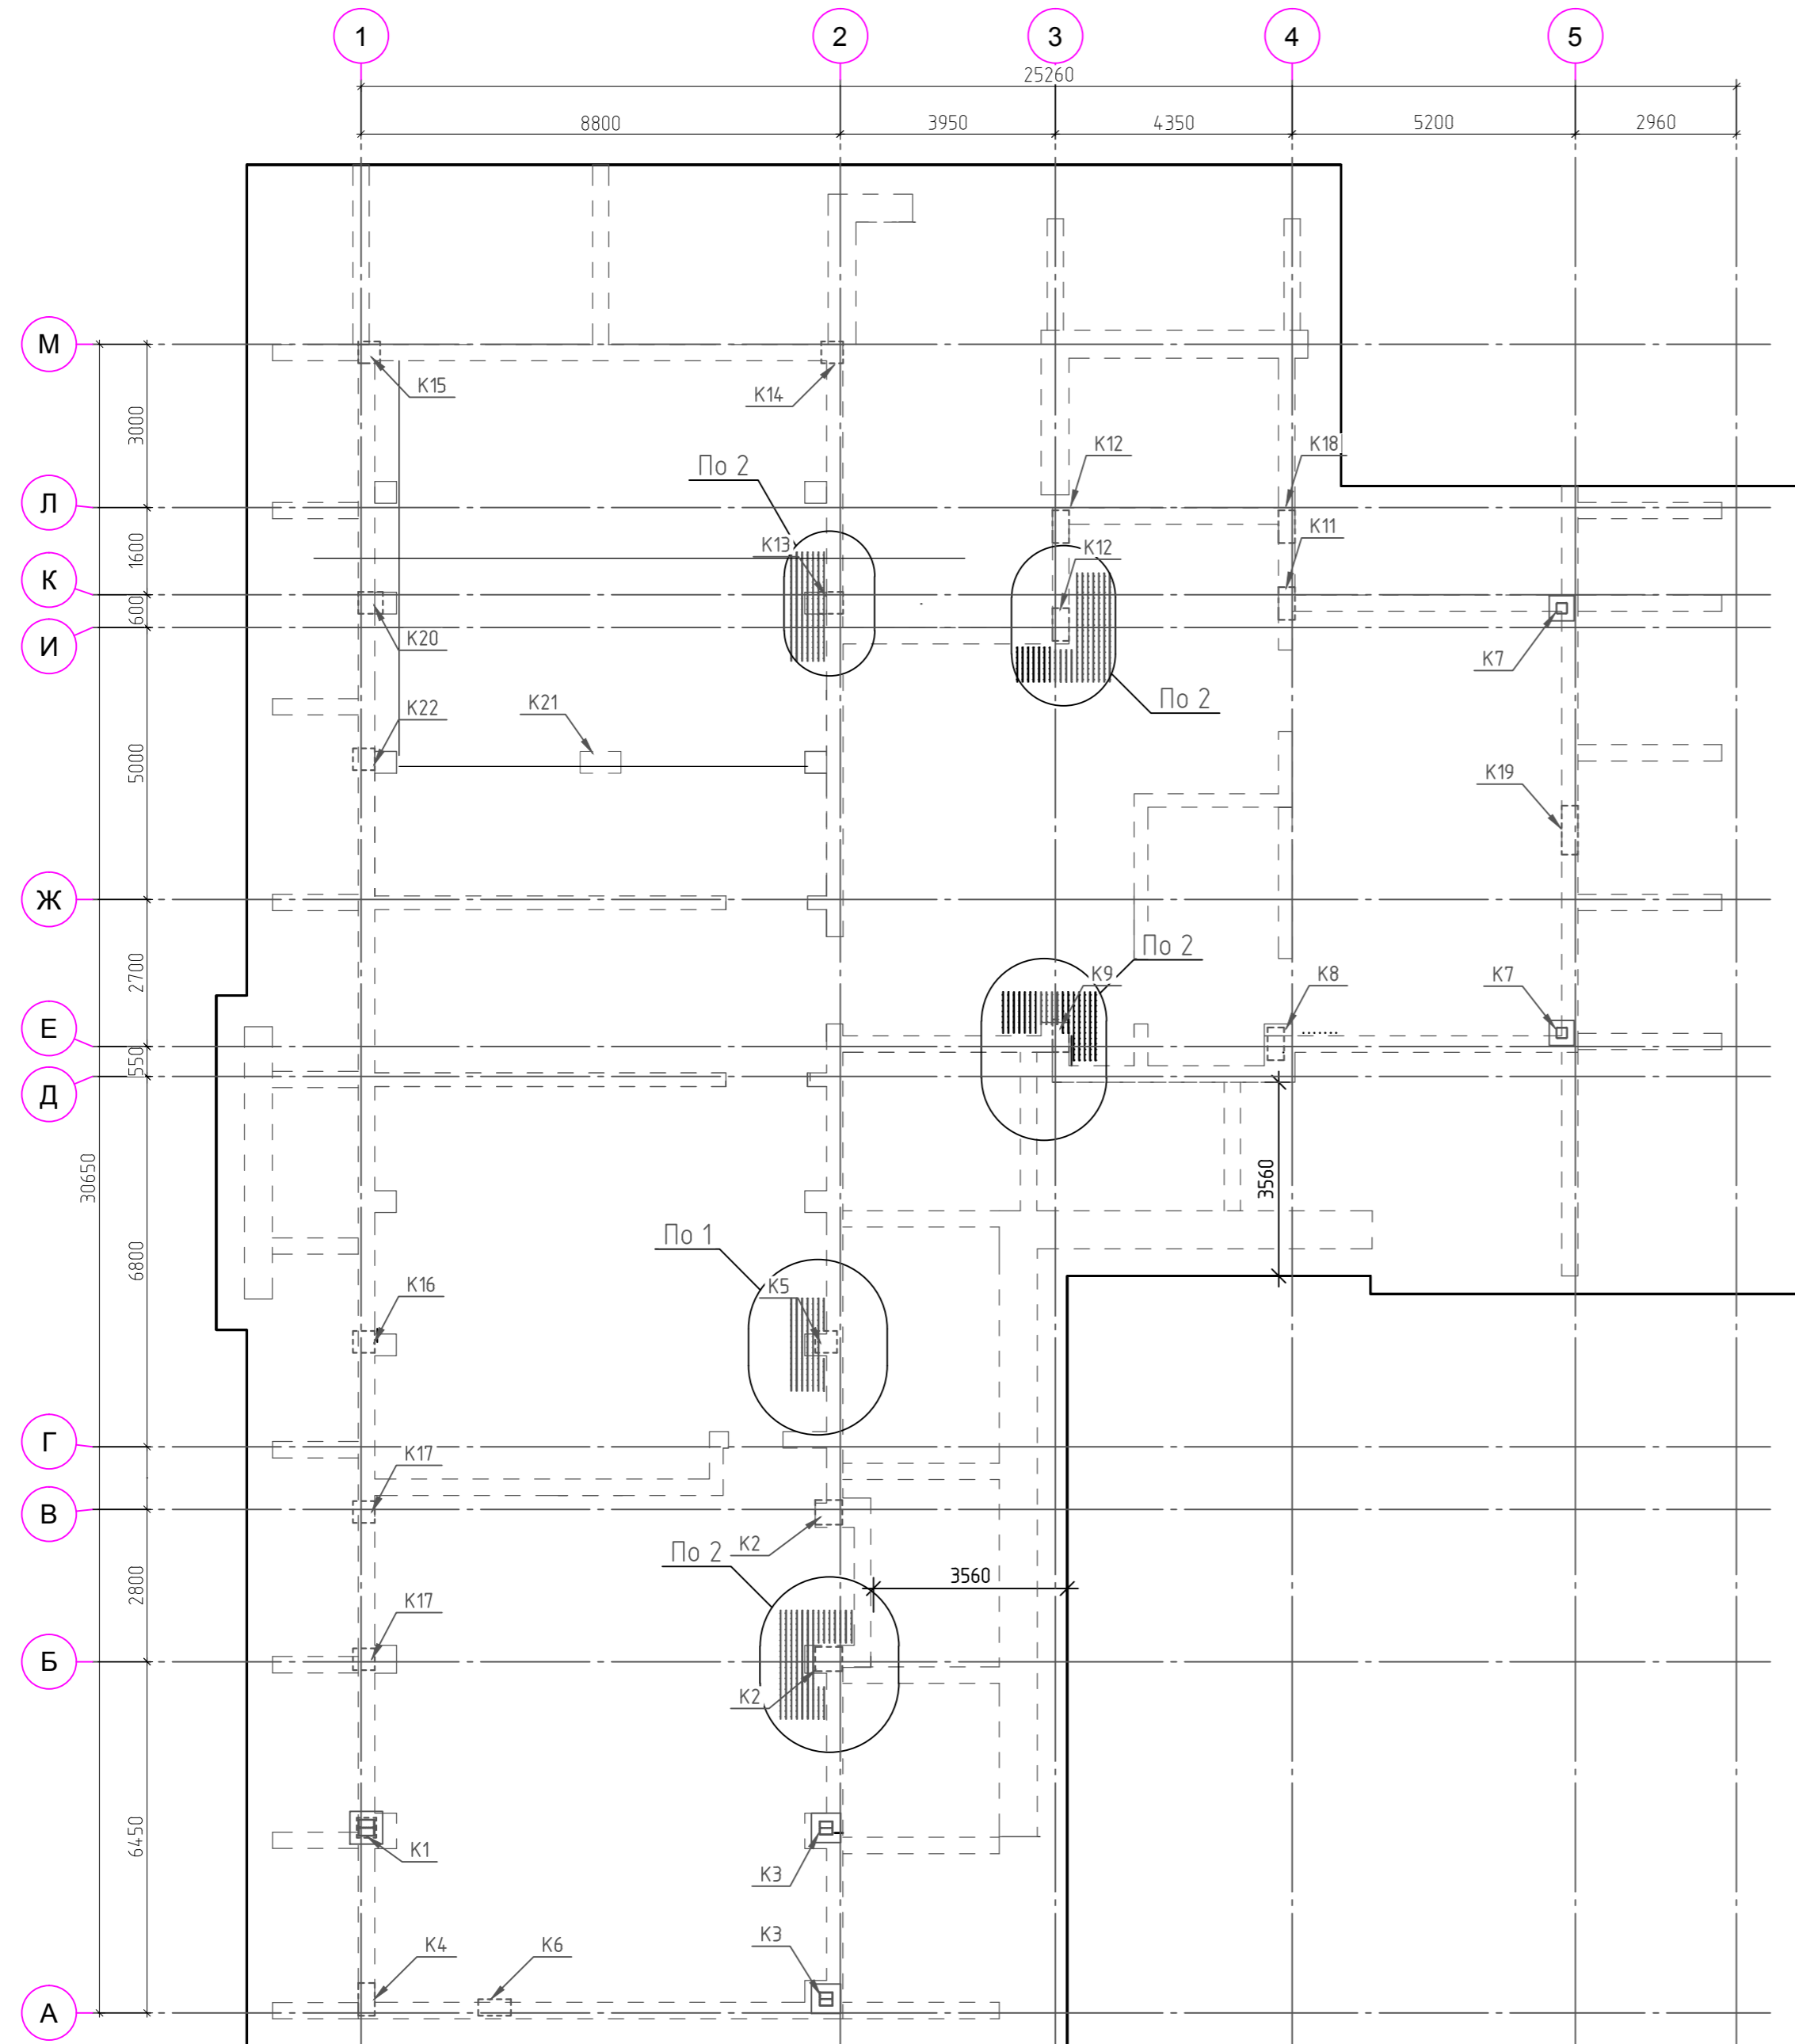 1 2 3 4 5
25260
8800 3950 4350 5200 2960
М
К15
К14
3000
К12 К18
По 2
Л
К13 К12 К11
1600
К
600
И
К20
К7
По 2
К22 К21
5000
К19
Ж
По 2
2700
К9 К8 К7
Е
550
Д
30650
3560
По 1
6800
К16 К5
Г
К17
В
По 2 К2
2800
3560
К17
Б
К2
6450
К1
К3
К3
К4 К6
А